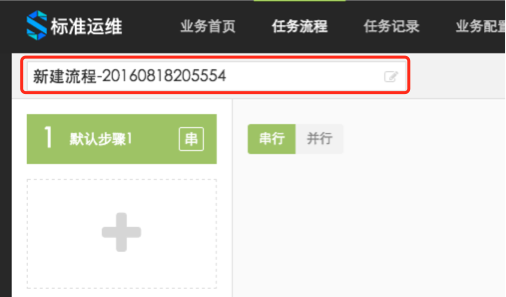 标准运维 业务首页 任务流程 任务记录 业务配置
新建流程-20160818205554
1 默认步骤1 串 串行 并行